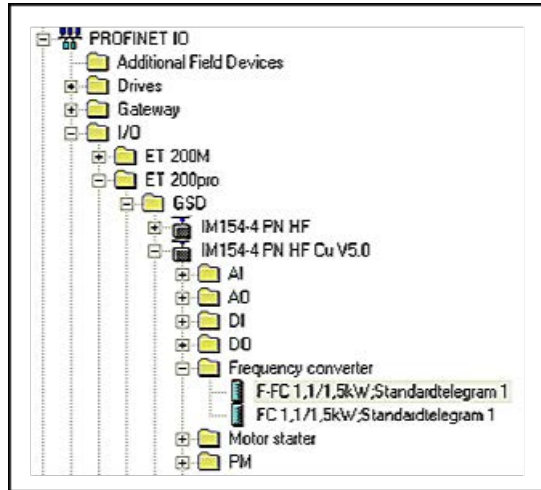 PROFINET IO
Additional Field Devices
Drives
Gateway
I/O
ET 200M
ET 200pro
GSD
IM154-4 PN HF
IM154-4 PN HF Cu V5.0
AI
AO
DI
DO
Frequency converter
F-FC 1,1/1,5kW;Standardtelegram 1
FC 1,1/1,5kW;Standardtelegram 1
Motor starter
PM